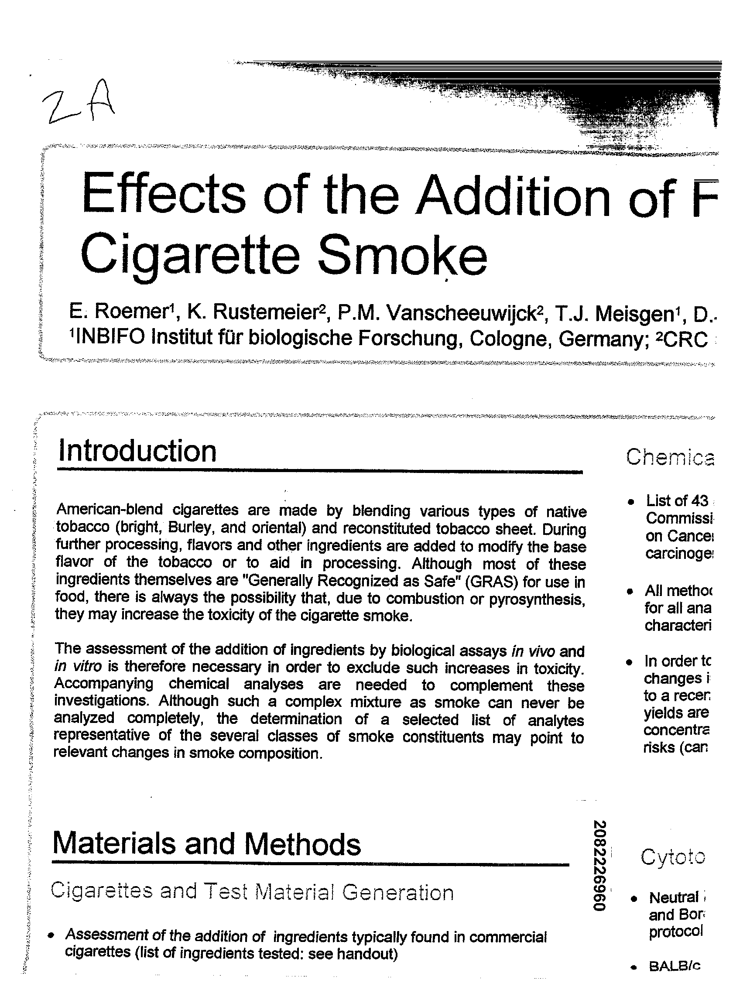 2A
Effects of the Addition of F
Cigarette Smoke
E. Roemer¹, K. Rustemeier², P.M. Vanscheeuwijck², T.J. Meisgen¹, D.
¹INBIFO Institut für biologische Forschung, Cologne, Germany; ²CRC
Introduction
American-blend cigarettes are made by blending various types of native
tobacco (bright, Burley, and oriental) and reconstituted tobacco sheet. During
further processing, flavors and other ingredients are added to modify the base
flavor of the tobacco or to aid in processing. Although most of these
ingredients themselves are "Generally Recognized as Safe" (GRAS) for use in
food, there is always the possibility that, due to combustion or pyrosynthesis,
they may increase the toxicity of the cigarette smoke.
The assessment of the addition of ingredients by biological assays in vivo and
in vitro is therefore necessary in order to exclude such increases in toxicity.
Accompanying chemical analyses are needed to complement these
investigations. Although such a complex mixture as smoke can never be
analyzed completely, the determination of a selected list of analytes
representative of the several classes of smoke constituents may point to
relevant changes in smoke composition.
Materials and Methods
Cigarettes and Test Material Generation
• Assessment of the addition of ingredients typically found in commercial
cigarettes (list of ingredients tested: see handout)
Chemica
• List of 43
Commissi
on Cance
carcinoge
• All metho
for all ana
characteri
• In order to
changes i
to a recen
yields are
concentra
risks (can
2082226960
Cytoto
• Neutral
and Bor
protocol
• BALB/c